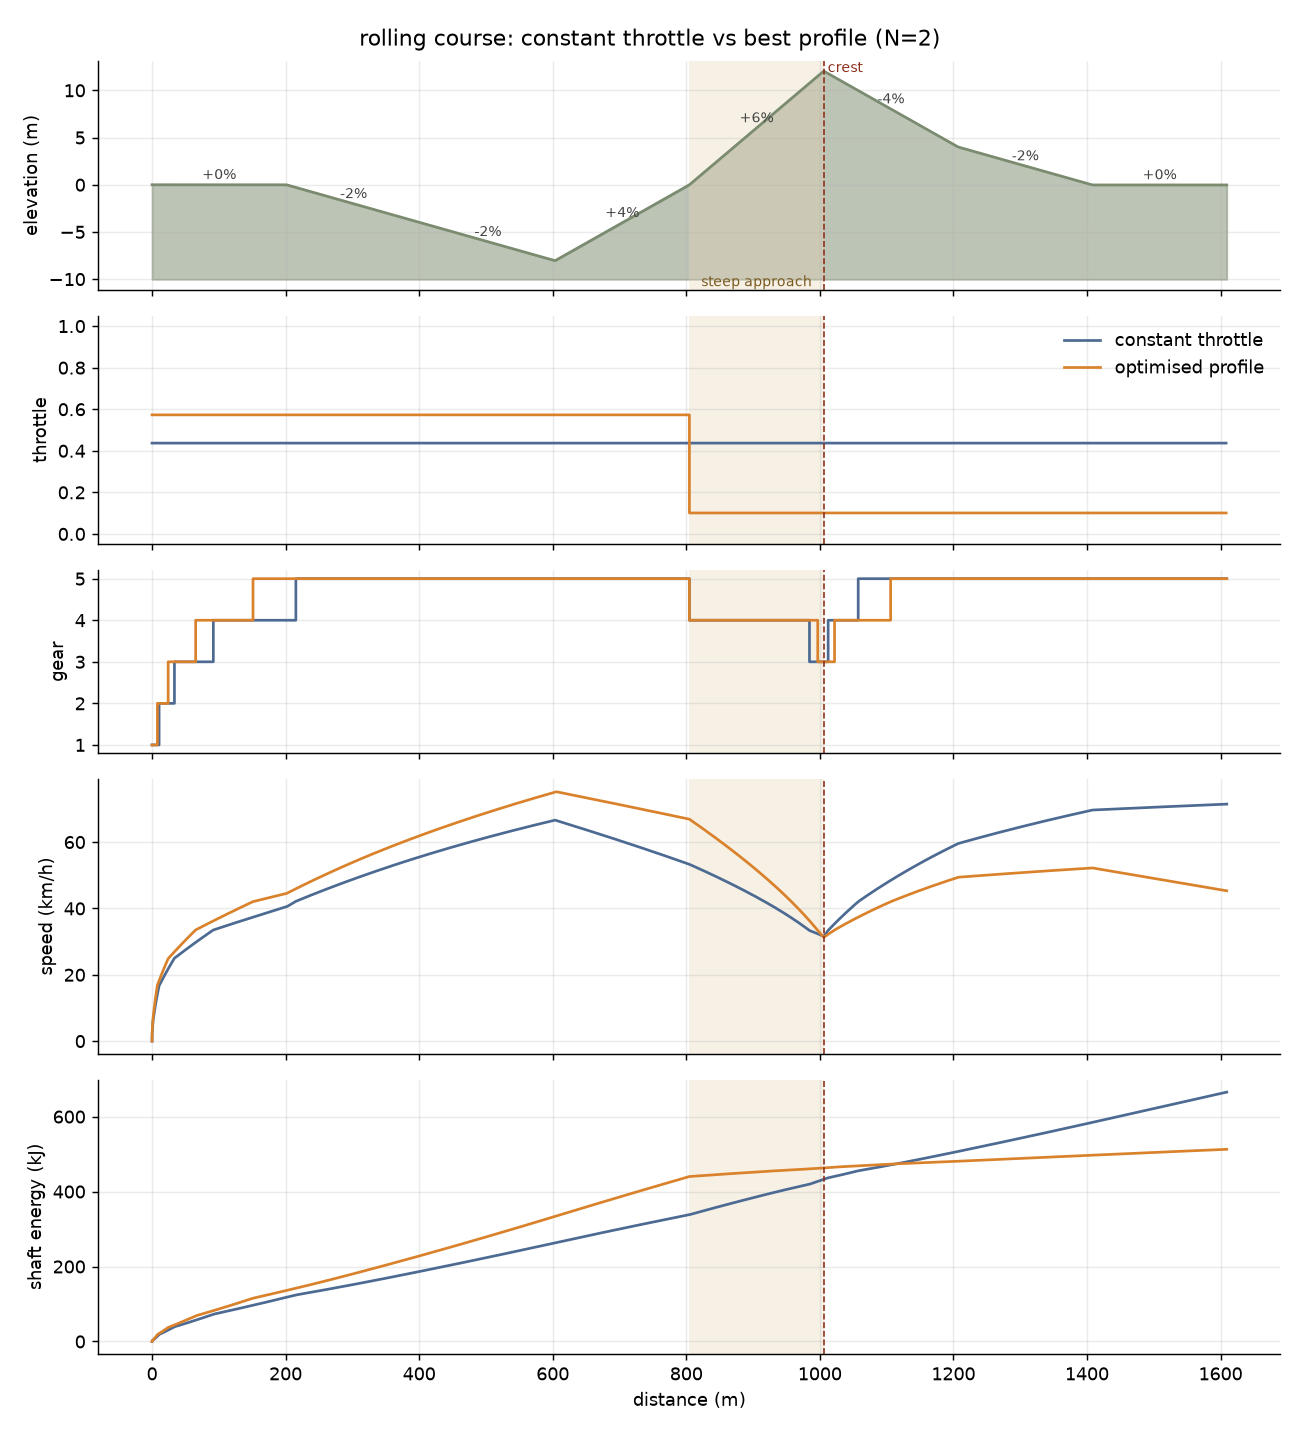 rolling course: constant throttle vs best profile (N=2)
elevation (m)
10
5
0
−5
−10
+0%
-2%
-2%
+4%
+6%
crest
-4%
-2%
+0%
steep approach
throttle
1.0
0.8
0.6
0.4
0.2
0.0
constant throttle
optimised profile
gear
5
4
3
2
1
speed (km/h)
60
40
20
0
shaft energy (kJ)
600
400
200
0
0 200 400 600 800 1000 1200 1400 1600
distance (m)